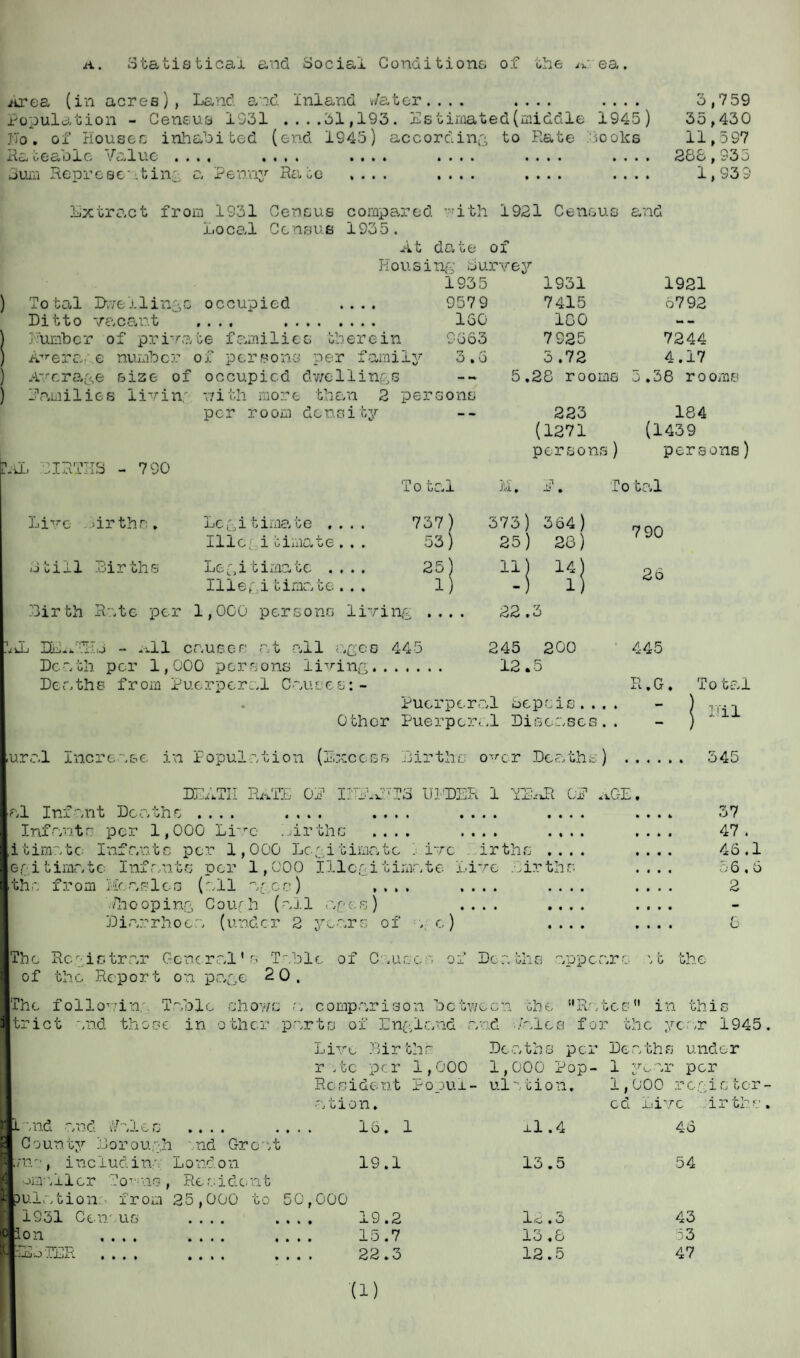 A. Statistical and Social Conditions of the Area.
Area (in acres), Land and Inland Water.... .... .... 3,759
Population - Census 1931 ....31,193. Estimated(middle 1945) 35,430
No. of Houses inhabited (end 1945) according to Rate Books 11,597
Rateable Value .... .... .... .... .... .... 288,935
Sum Representing a Penny Rate .... .... .... .... 1,939
Extract from 1931 Census compared with 1921 Census and
Local Census 1935.
At date of
Housing Survey
1935 1931 1921
) Total Dwellings occupied .... 9579 7415 6792
Ditto vacant .... .... .... 160 180 --
) Number of private families therein 9663 7925 7244
) Average number of persons per family 3.6 3.72 4.17
) Average size of occupied dwellings -- 5.28 rooms 5.38 rooms
) Families living with more than 2 persons
per room density -- 223 184
(1271 (1439
persons) persons)
TAL BIRTHS - 790
Total M. F. Total
Live Births. Legitimate .... 737) 373) 364) 790
Illegitimate... 53) 25) 28)
Still Births Legitimate .... 25) 11) 14) 26
Illegitimate... 1) -) 1)
Birth Rate per 1,000 persons living .... 22.3
TAL DEATHS - All causes at all ages 445 245 200 445
Death per 1,000 persons living....... 12.5
Deaths from Puerperal Causes:- R.G. Total
Puerperal Sepsis.... - ) Nil
Other Puerperal Diseases.. - )
ural Increase in Population (Excess Births over Deaths) ...... 345
DEATH RATE OF INFANTS UNDER 1 YEAR OF AGE.
al Infant Deaths .... .... .... .... .... .... 37
Infants per 1,000 Live Births .... .... .... .... 47.
itimate Infants per 1,000 Legitimate Live Births .... .... 46.1
egitimate Infants per 1,000 Illegitimate Live Births .... 56.6
ths from Measles (all ages) .... .... .... .... 2
Whooping Cough (all ages) .... .... .... -
Diarrhoea (under 2 years of age) .... .... 8
The Registrar General's Table of Causes of Deaths appears at the
of the Report on page 20.
The following Table shows a comparison between the "Rates" in this
trict and those in other parts of England and Wales for the year 1945.
Live Births Deaths per Deaths under
rate per 1,000 1,000 Pop- 1 year per
Resident Popul- ulation. 1,000 register-
ation. ed Live Births.
land and Wales .... .... 16. 1 11.4 46
County Borough and Great
wns, including London 19.1 13.5 54
Smaller Towns, Resident
pulations from 25,000 to 50,000
1931 Census .... .... 19.2 12.3 43
don .... .... .... 15.7 13.8 53
HESTER .... .... .... 22.3 12.5 47
(1)